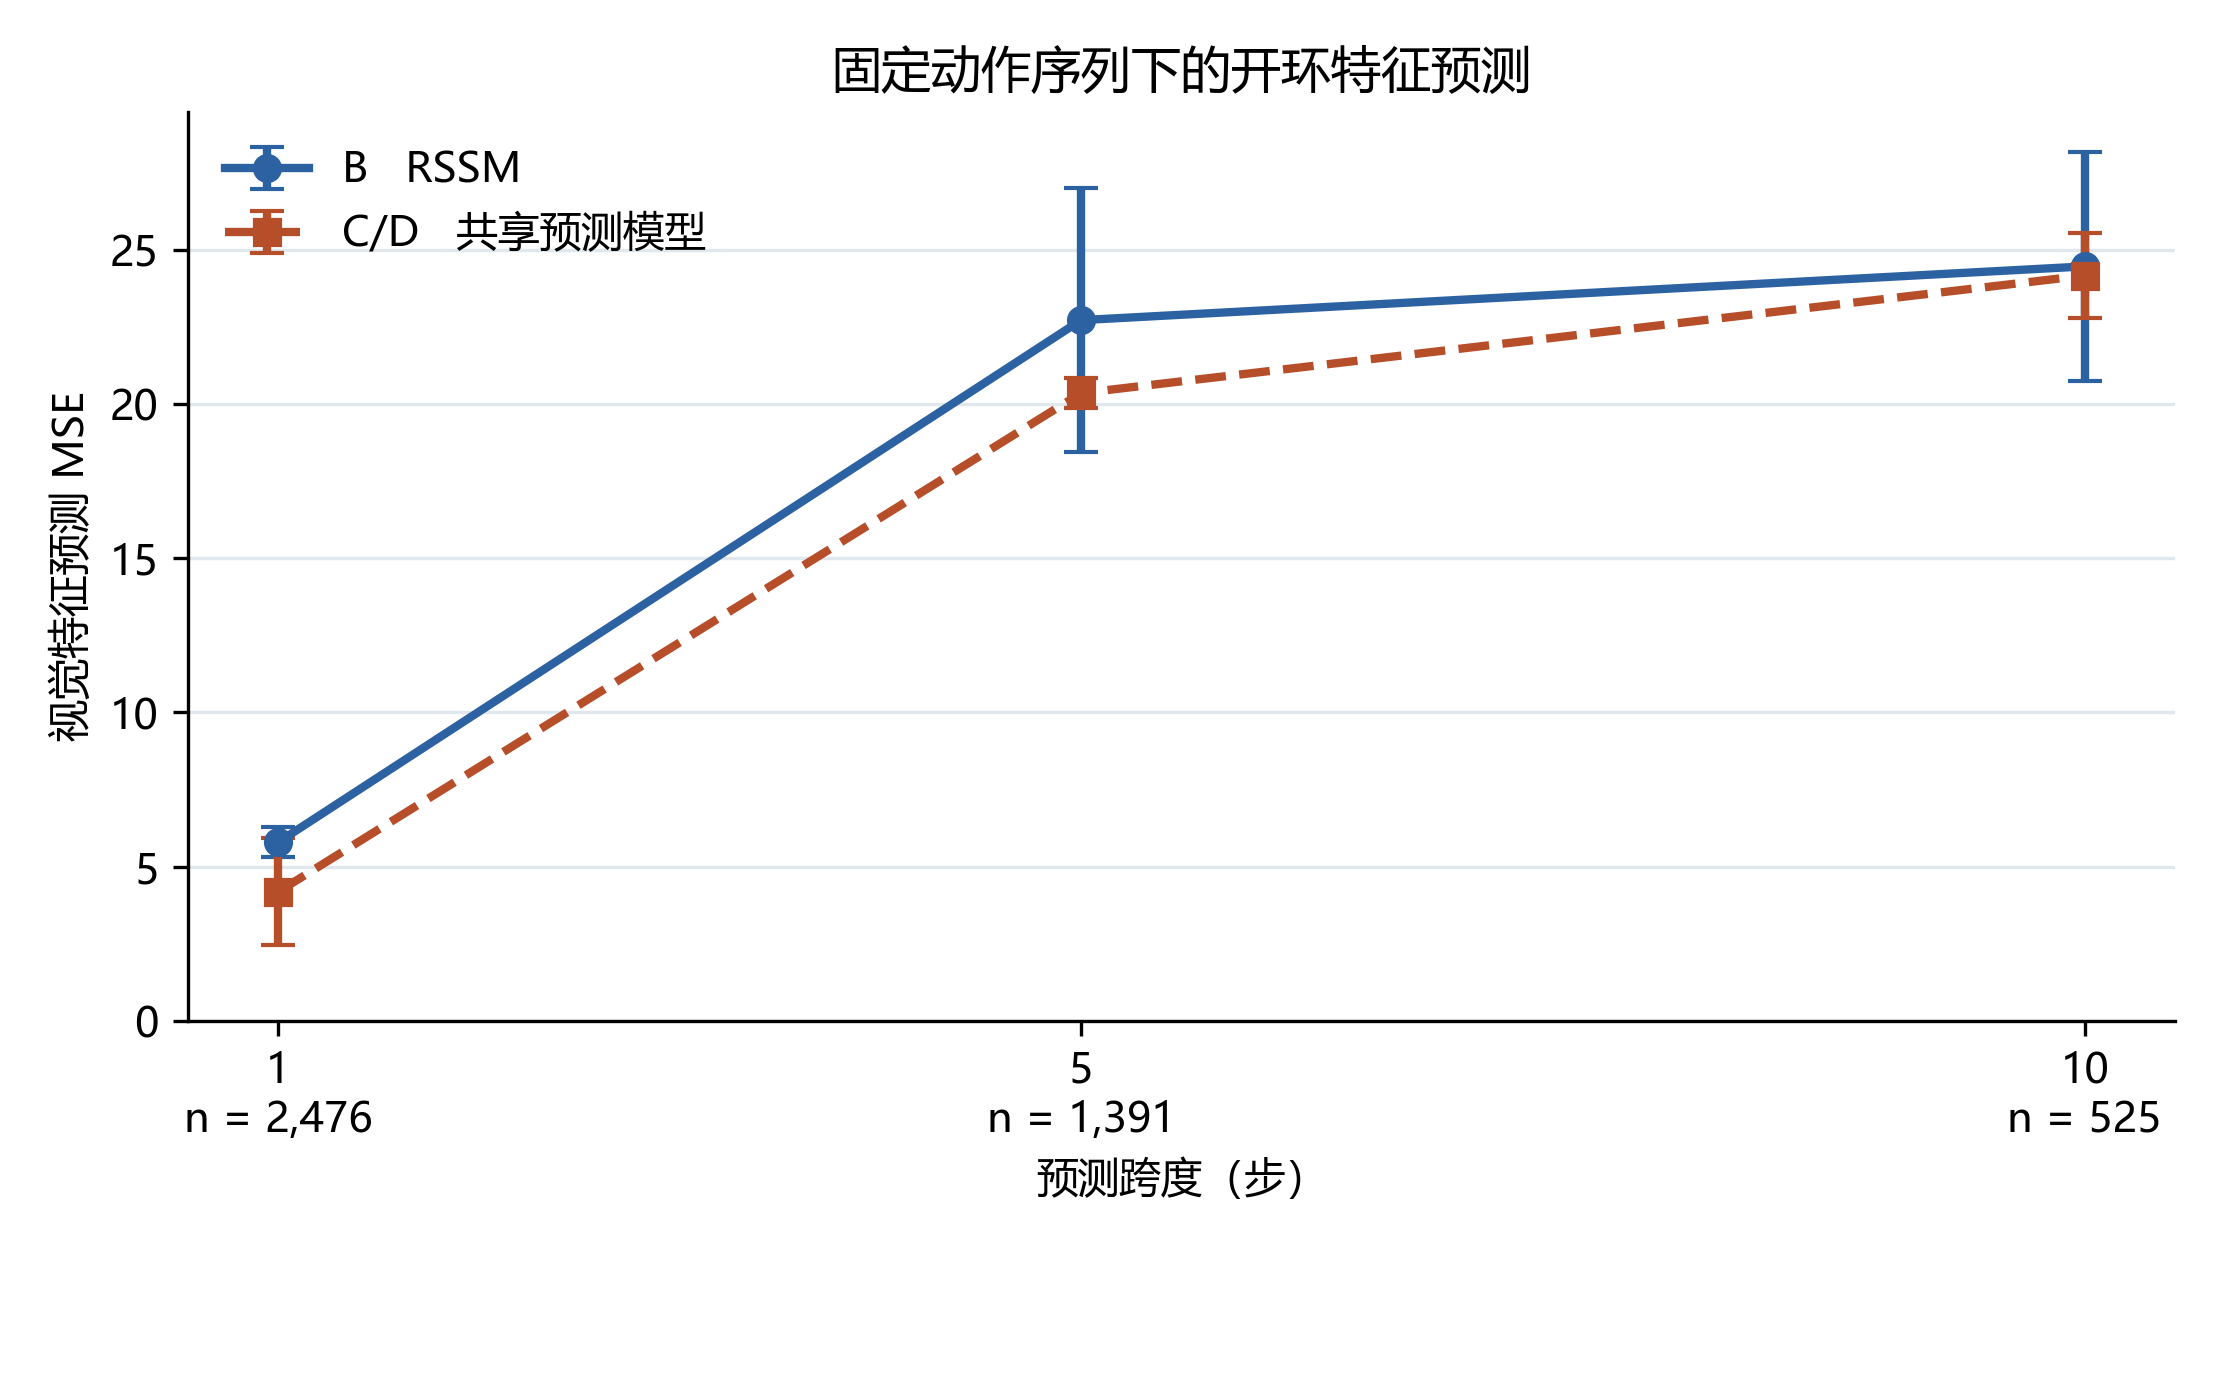 固定动作序列下的开环特征预测
B RSSM
C/D 共享预测模型
视觉特征预测 MSE
25
20
15
10
5
0
1
n = 2,476
5
n = 1,391
10
n = 525
预测跨度（步）